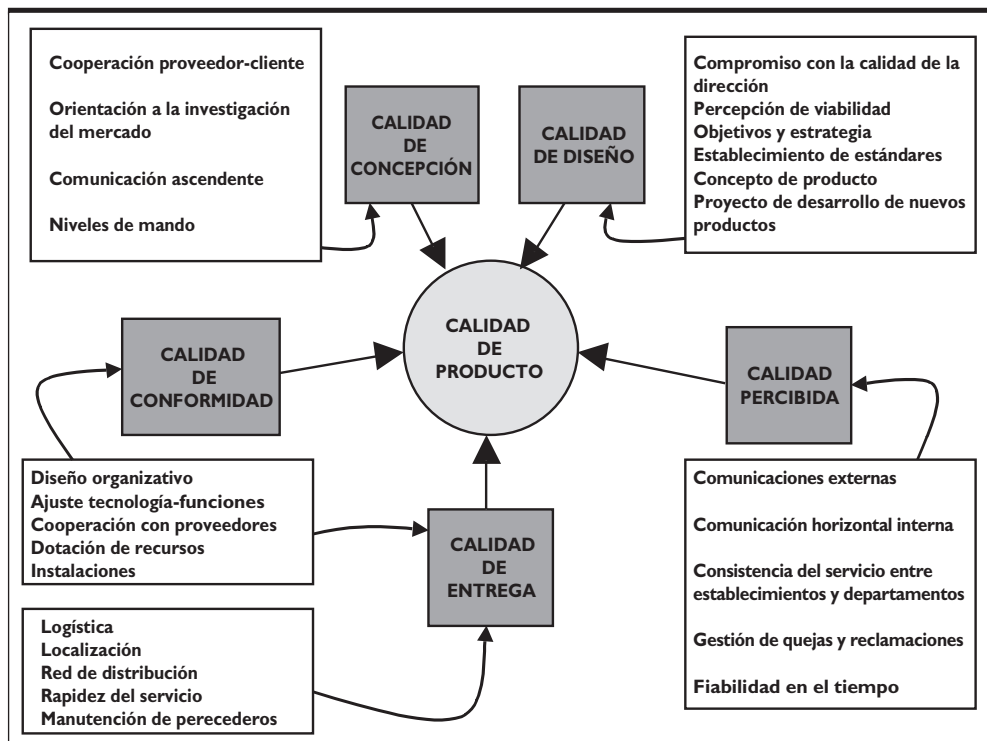 Cooperación proveedor-cliente
Orientación a la investigación
del mercado
Comunicación ascendente
Niveles de mando
CALIDAD
DE
CONCEPCIÓN
CALIDAD
DE DISEÑO
Compromiso con la calidad de la
dirección
Percepción de viabilidad
Objetivos y estrategia
Establecimiento de estándares
Concepto de producto
Proyecto de desarrollo de nuevos
productos
CALIDAD
DE
PRODUCTO
CALIDAD
DE
CONFORMIDAD
CALIDAD
PERCIBIDA
Diseño organizativo
Ajuste tecnología-funciones
Cooperación con proveedores
Dotación de recursos
Instalaciones
CALIDAD
DE
ENTREGA
Comunicaciones externas
Comunicación horizontal interna
Consistencia del servicio entre
establecimientos y departamentos
Gestión de quejas y reclamaciones
Fiabilidad en el tiempo
Logística
Localización
Red de distribución
Rapidez del servicio
Manutención de perecederos